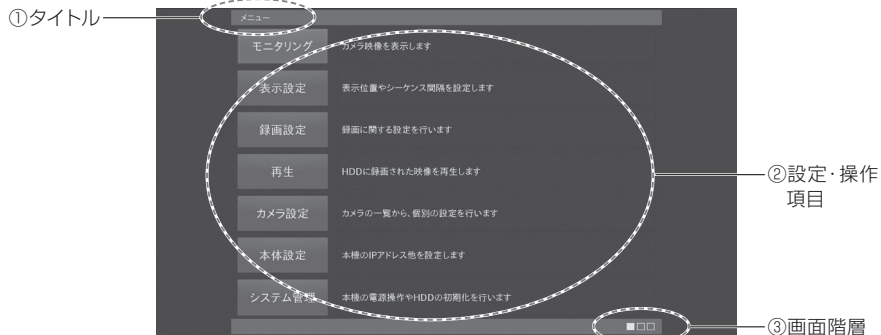 ①タイトル
メニュー
モニタリング カメラ映像を表示します
表示設定 表示位置やシーケンス間隔を設定します
録画設定 録画に関する設定を行います
再生 HDDに録画された映像を再生します
②設定・操作
項目
カメラ設定 カメラの一覧から、個別の設定を行います
本体設定 本機のIPアドレス他を設定します
システム管理 本機の電源操作やHDDの初期化を行います
③画面階層